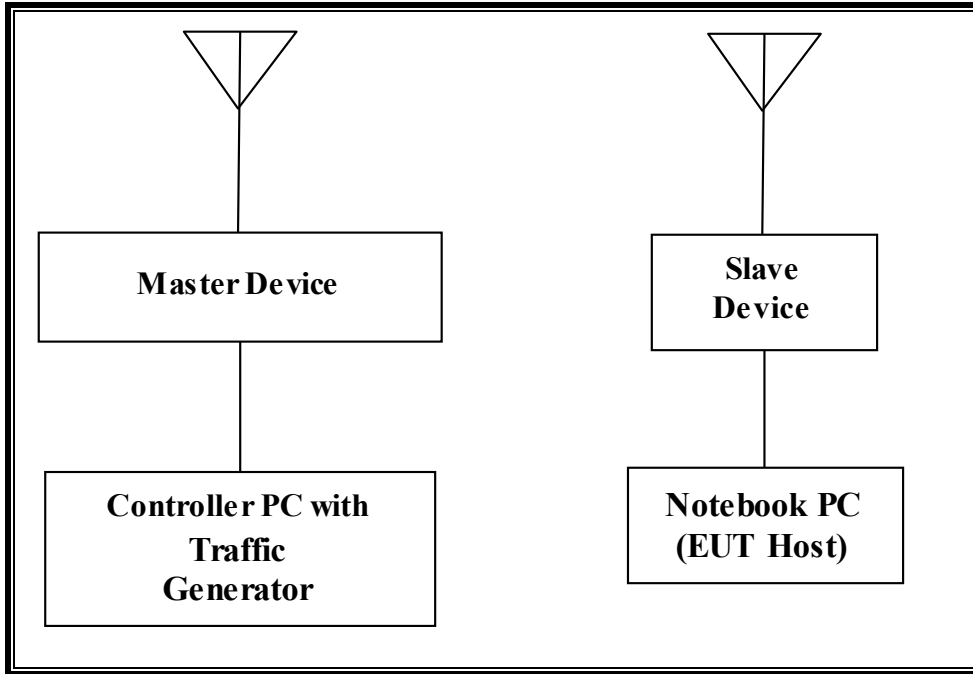 Master Device
Slave
Device
Controller PC with
Traffic
Generator
Notebook PC
(EUT Host)